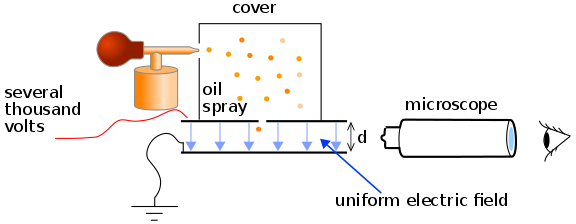 cover
oil
spray
several
thousand
volts
microscope
d
uniform electric field